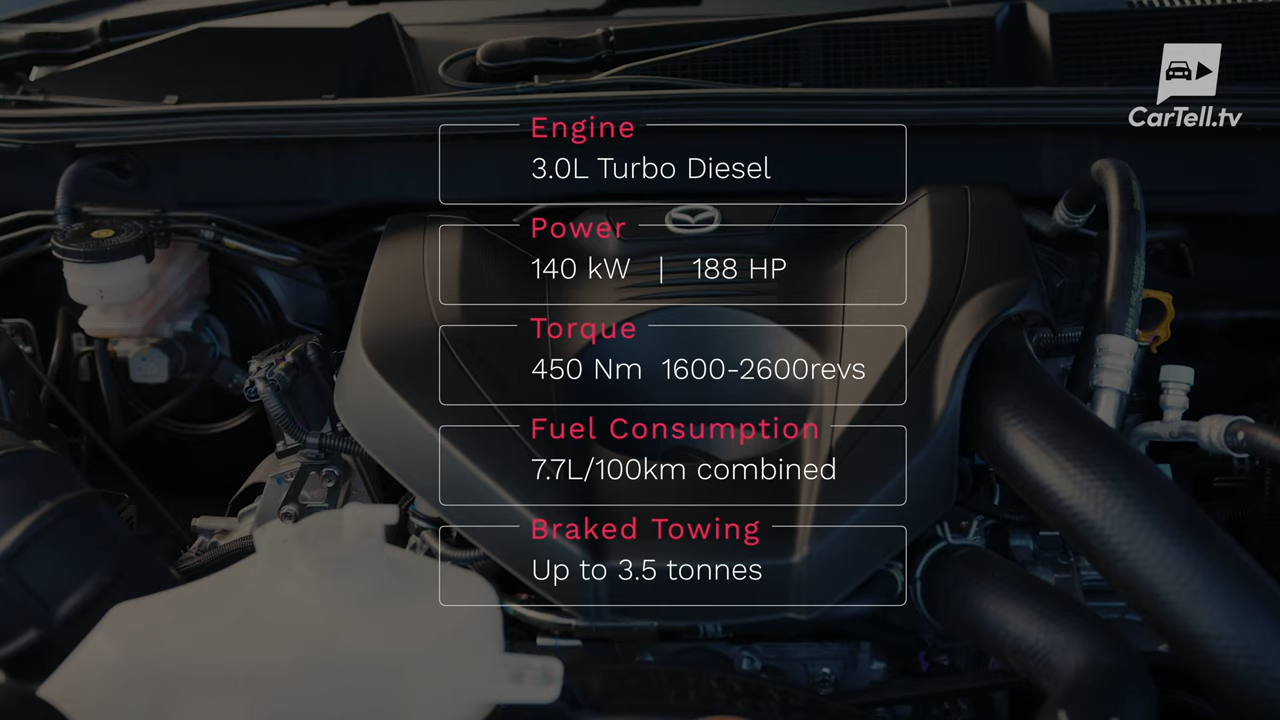 CarTell.tv
Engine
3.0L Turbo Diesel
Power
140 kW | 188 HP
Torque
450 Nm 1600-2600revs
Fuel Consumption
7.7L/100km combined
Braked Towing
Up to 3.5 tonnes